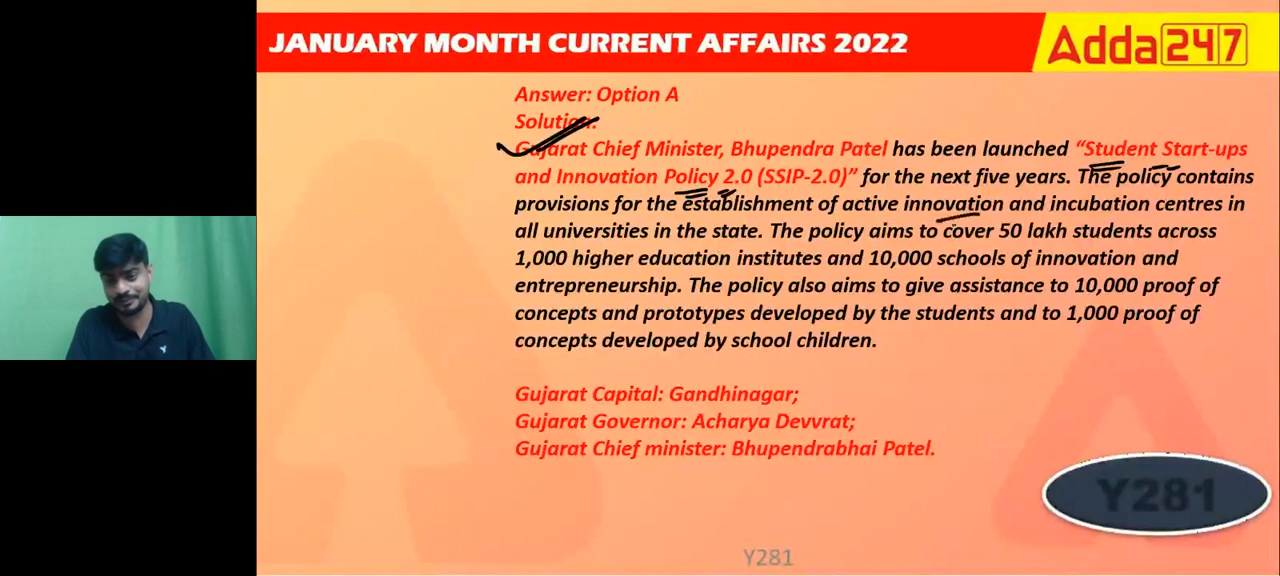 JANUARY MONTH CURRENT AFFAIRS 2022
Adda247
Answer: Option A
Solution:
Gujarat Chief Minister, Bhupendra Patel has been launched “Student Start-ups
and Innovation Policy 2.0 (SSIP-2.0)” for the next five years. The policy contains
provisions for the establishment of active innovation and incubation centres in
all universities in the state. The policy aims to cover 50 lakh students across
1,000 higher education institutes and 10,000 schools of innovation and
entrepreneurship. The policy also aims to give assistance to 10,000 proof of
concepts and prototypes developed by the students and to 1,000 proof of
concepts developed by school children.
Gujarat Capital: Gandhinagar;
Gujarat Governor: Acharya Devvrat;
Gujarat Chief minister: Bhupendrabhai Patel.
Y281
Y281